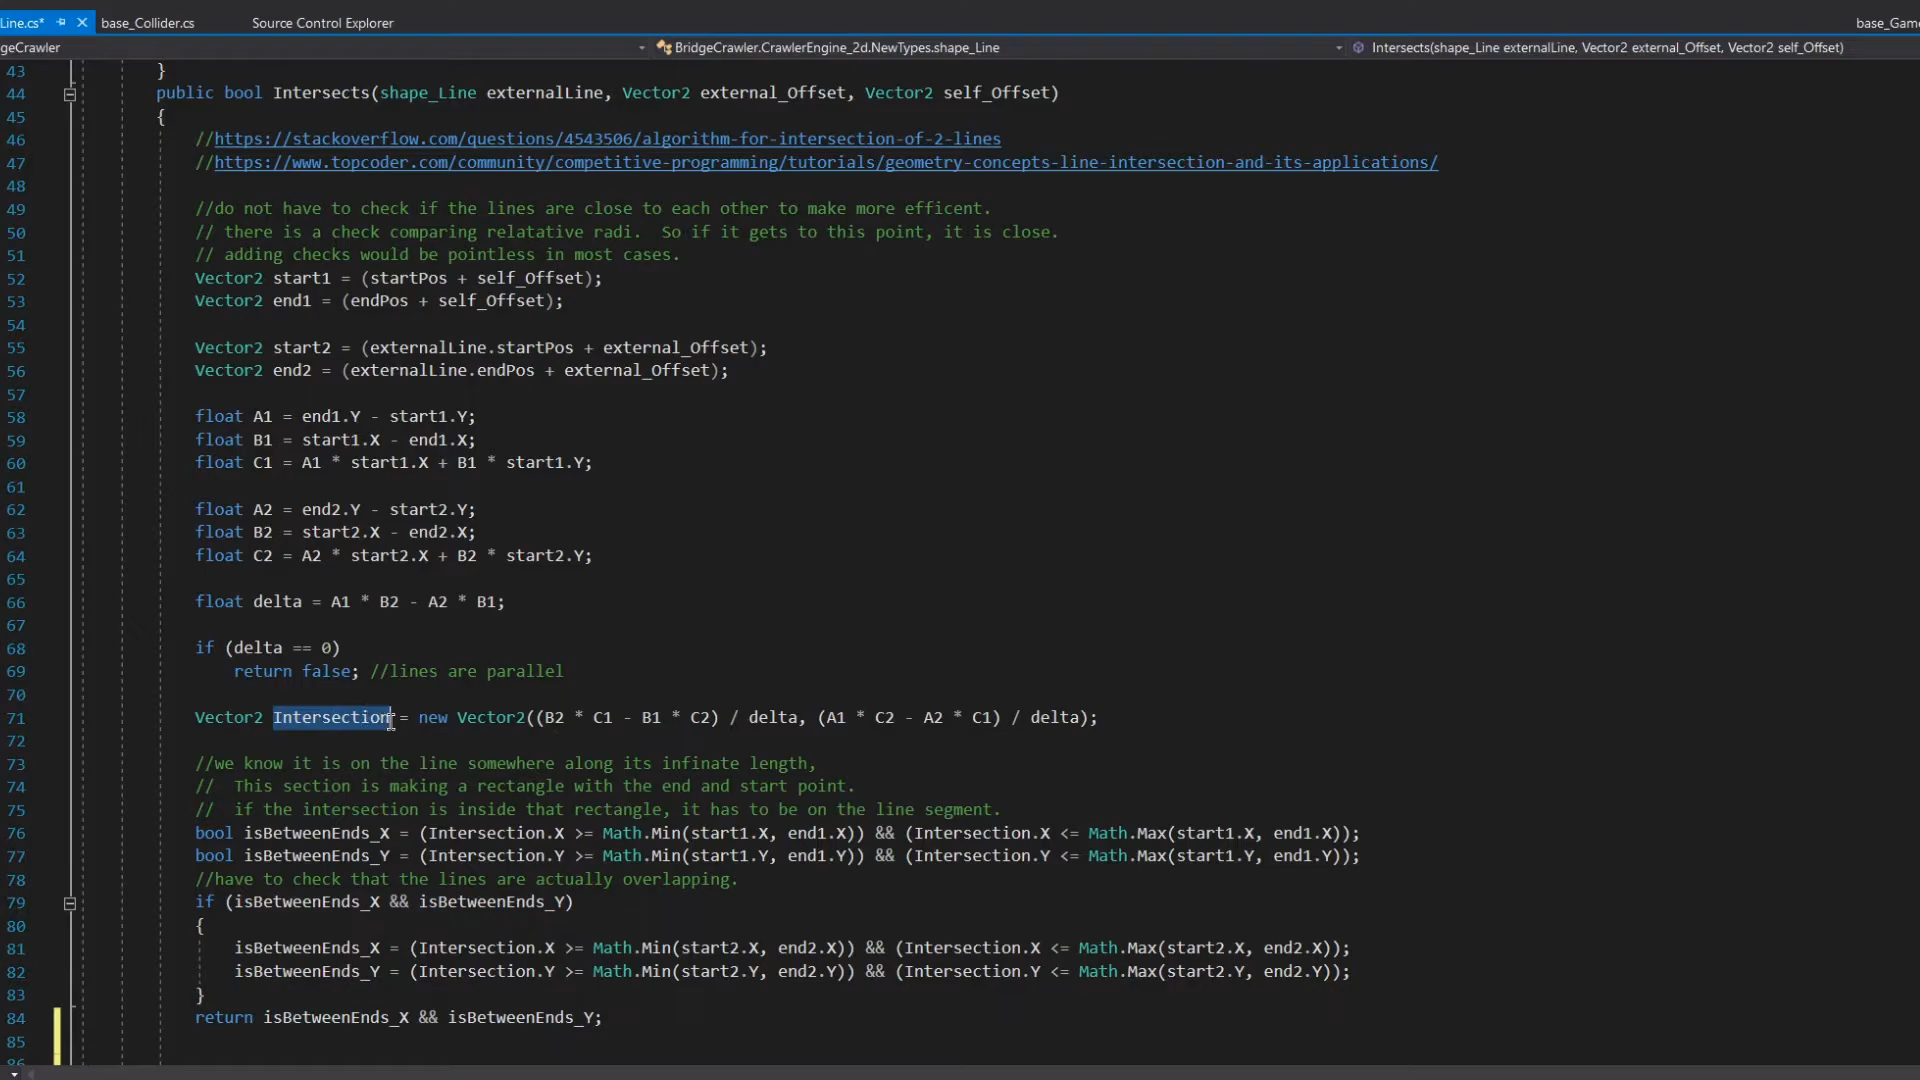 Line.cs* base_Collider.cs Source Control Explorer base_Game
geCrawler BridgeCrawler.CrawlerEngine_2d.NewTypes.shape_Line Intersects(shape_Line externalLine, Vector2 external_Offset, Vector2 self_Offset)
43 }
44 public bool Intersects(shape_Line externalLine, Vector2 external_Offset, Vector2 self_Offset)
45 {
46 //https://stackoverflow.com/questions/4543506/algorithm-for-intersection-of-2-lines
47 //https://www.topcoder.com/community/competitive-programming/tutorials/geometry-concepts-line-intersection-and-its-applications/
48
49 //do not have to check if the lines are close to each other to make more efficent.
50 // there is a check comparing relatative radi.  So if it gets to this point, it is close.
51 // adding checks would be pointless in most cases.
52 Vector2 start1 = (startPos + self_Offset);
53 Vector2 end1 = (endPos + self_Offset);
54
55 Vector2 start2 = (externalLine.startPos + external_Offset);
56 Vector2 end2 = (externalLine.endPos + external_Offset);
57
58 float A1 = end1.Y - start1.Y;
59 float B1 = start1.X - end1.X;
60 float C1 = A1 * start1.X + B1 * start1.Y;
61
62 float A2 = end2.Y - start2.Y;
63 float B2 = start2.X - end2.X;
64 float C2 = A2 * start2.X + B2 * start2.Y;
65
66 float delta = A1 * B2 - A2 * B1;
67
68 if (delta == 0)
69 return false; //lines are parallel
70
71 Vector2 Intersection = new Vector2((B2 * C1 - B1 * C2) / delta, (A1 * C2 - A2 * C1) / delta);
72
73 //we know it is on the line somewhere along its infinate length,
74 //  This section is making a rectangle with the end and start point.
75 //  if the intersection is inside that rectangle, it has to be on the line segment.
76 bool isBetweenEnds_X = (Intersection.X >= Math.Min(start1.X, end1.X)) && (Intersection.X <= Math.Max(start1.X, end1.X));
77 bool isBetweenEnds_Y = (Intersection.Y >= Math.Min(start1.Y, end1.Y)) && (Intersection.Y <= Math.Max(start1.Y, end1.Y));
78 //have to check that the lines are actually overlapping.
79 if (isBetweenEnds_X && isBetweenEnds_Y)
80 {
81 isBetweenEnds_X = (Intersection.X >= Math.Min(start2.X, end2.X)) && (Intersection.X <= Math.Max(start2.X, end2.X));
82 isBetweenEnds_Y = (Intersection.Y >= Math.Min(start2.Y, end2.Y)) && (Intersection.Y <= Math.Max(start2.Y, end2.Y));
83 }
84 return isBetweenEnds_X && isBetweenEnds_Y;
85
86